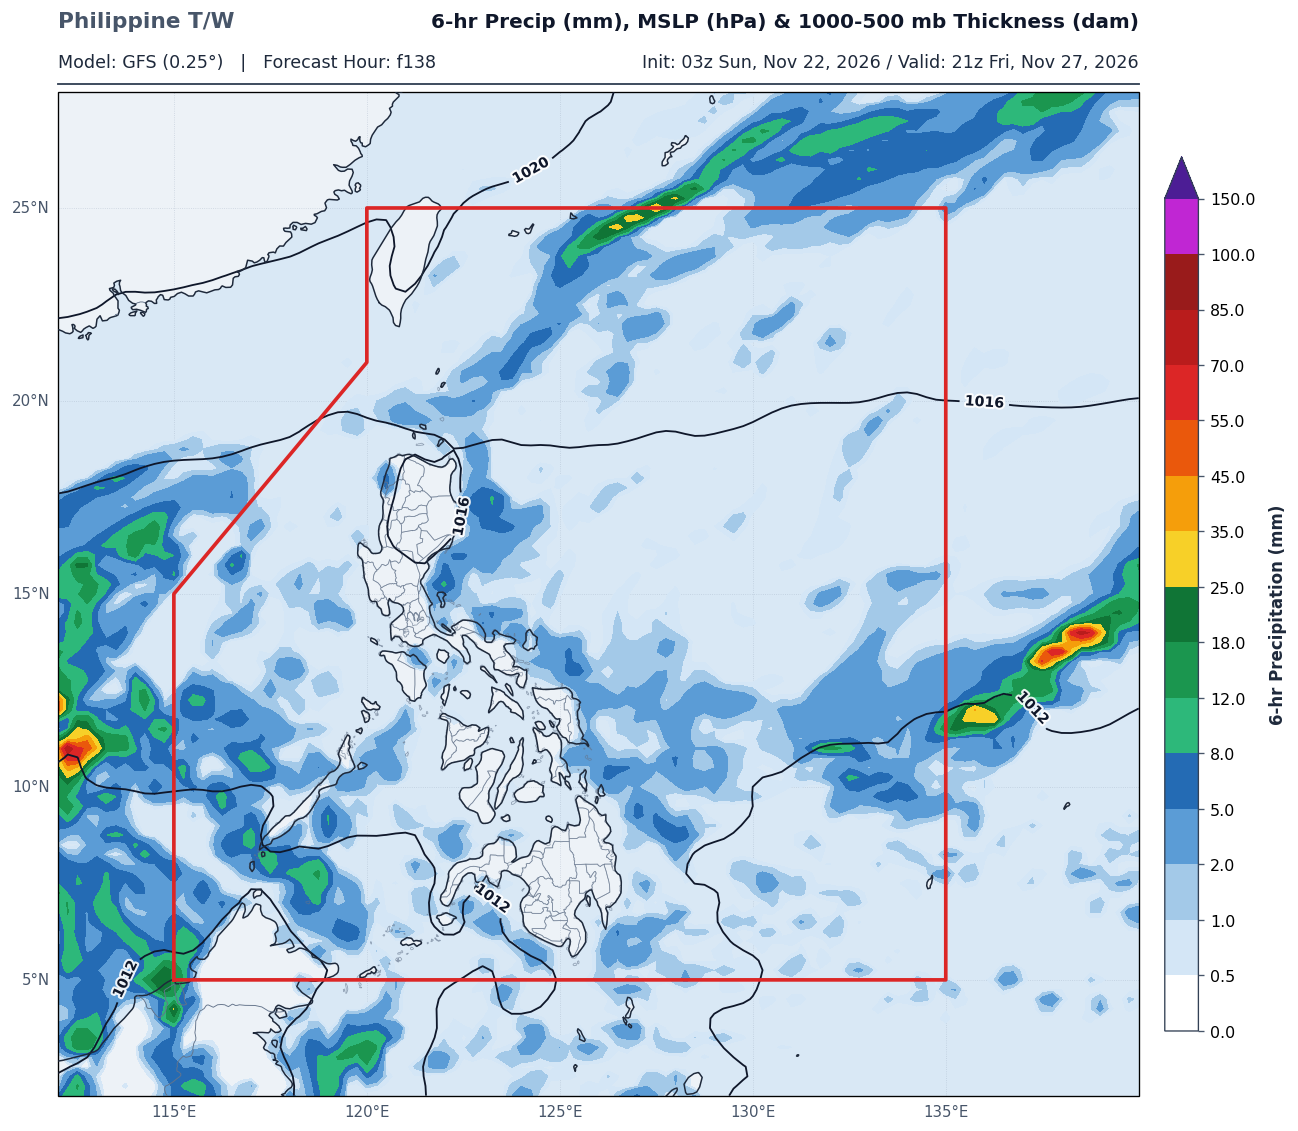 Philippine T/W
6-hr Precip (mm), MSLP (hPa) & 1000-500 mb Thickness (dam)
Model: GFS (0.25°) | Forecast Hour: f138
Init: 03z Sun, Nov 22, 2026 / Valid: 21z Fri, Nov 27, 2026
1020
1016
1016
1012
1012
1012
25°N
20°N
15°N
10°N
5°N
115°E
120°E
125°E
130°E
135°E
150.0
100.0
85.0
70.0
55.0
45.0
35.0
25.0
18.0
12.0
8.0
5.0
2.0
1.0
0.5
0.0
6-hr Precipitation (mm)